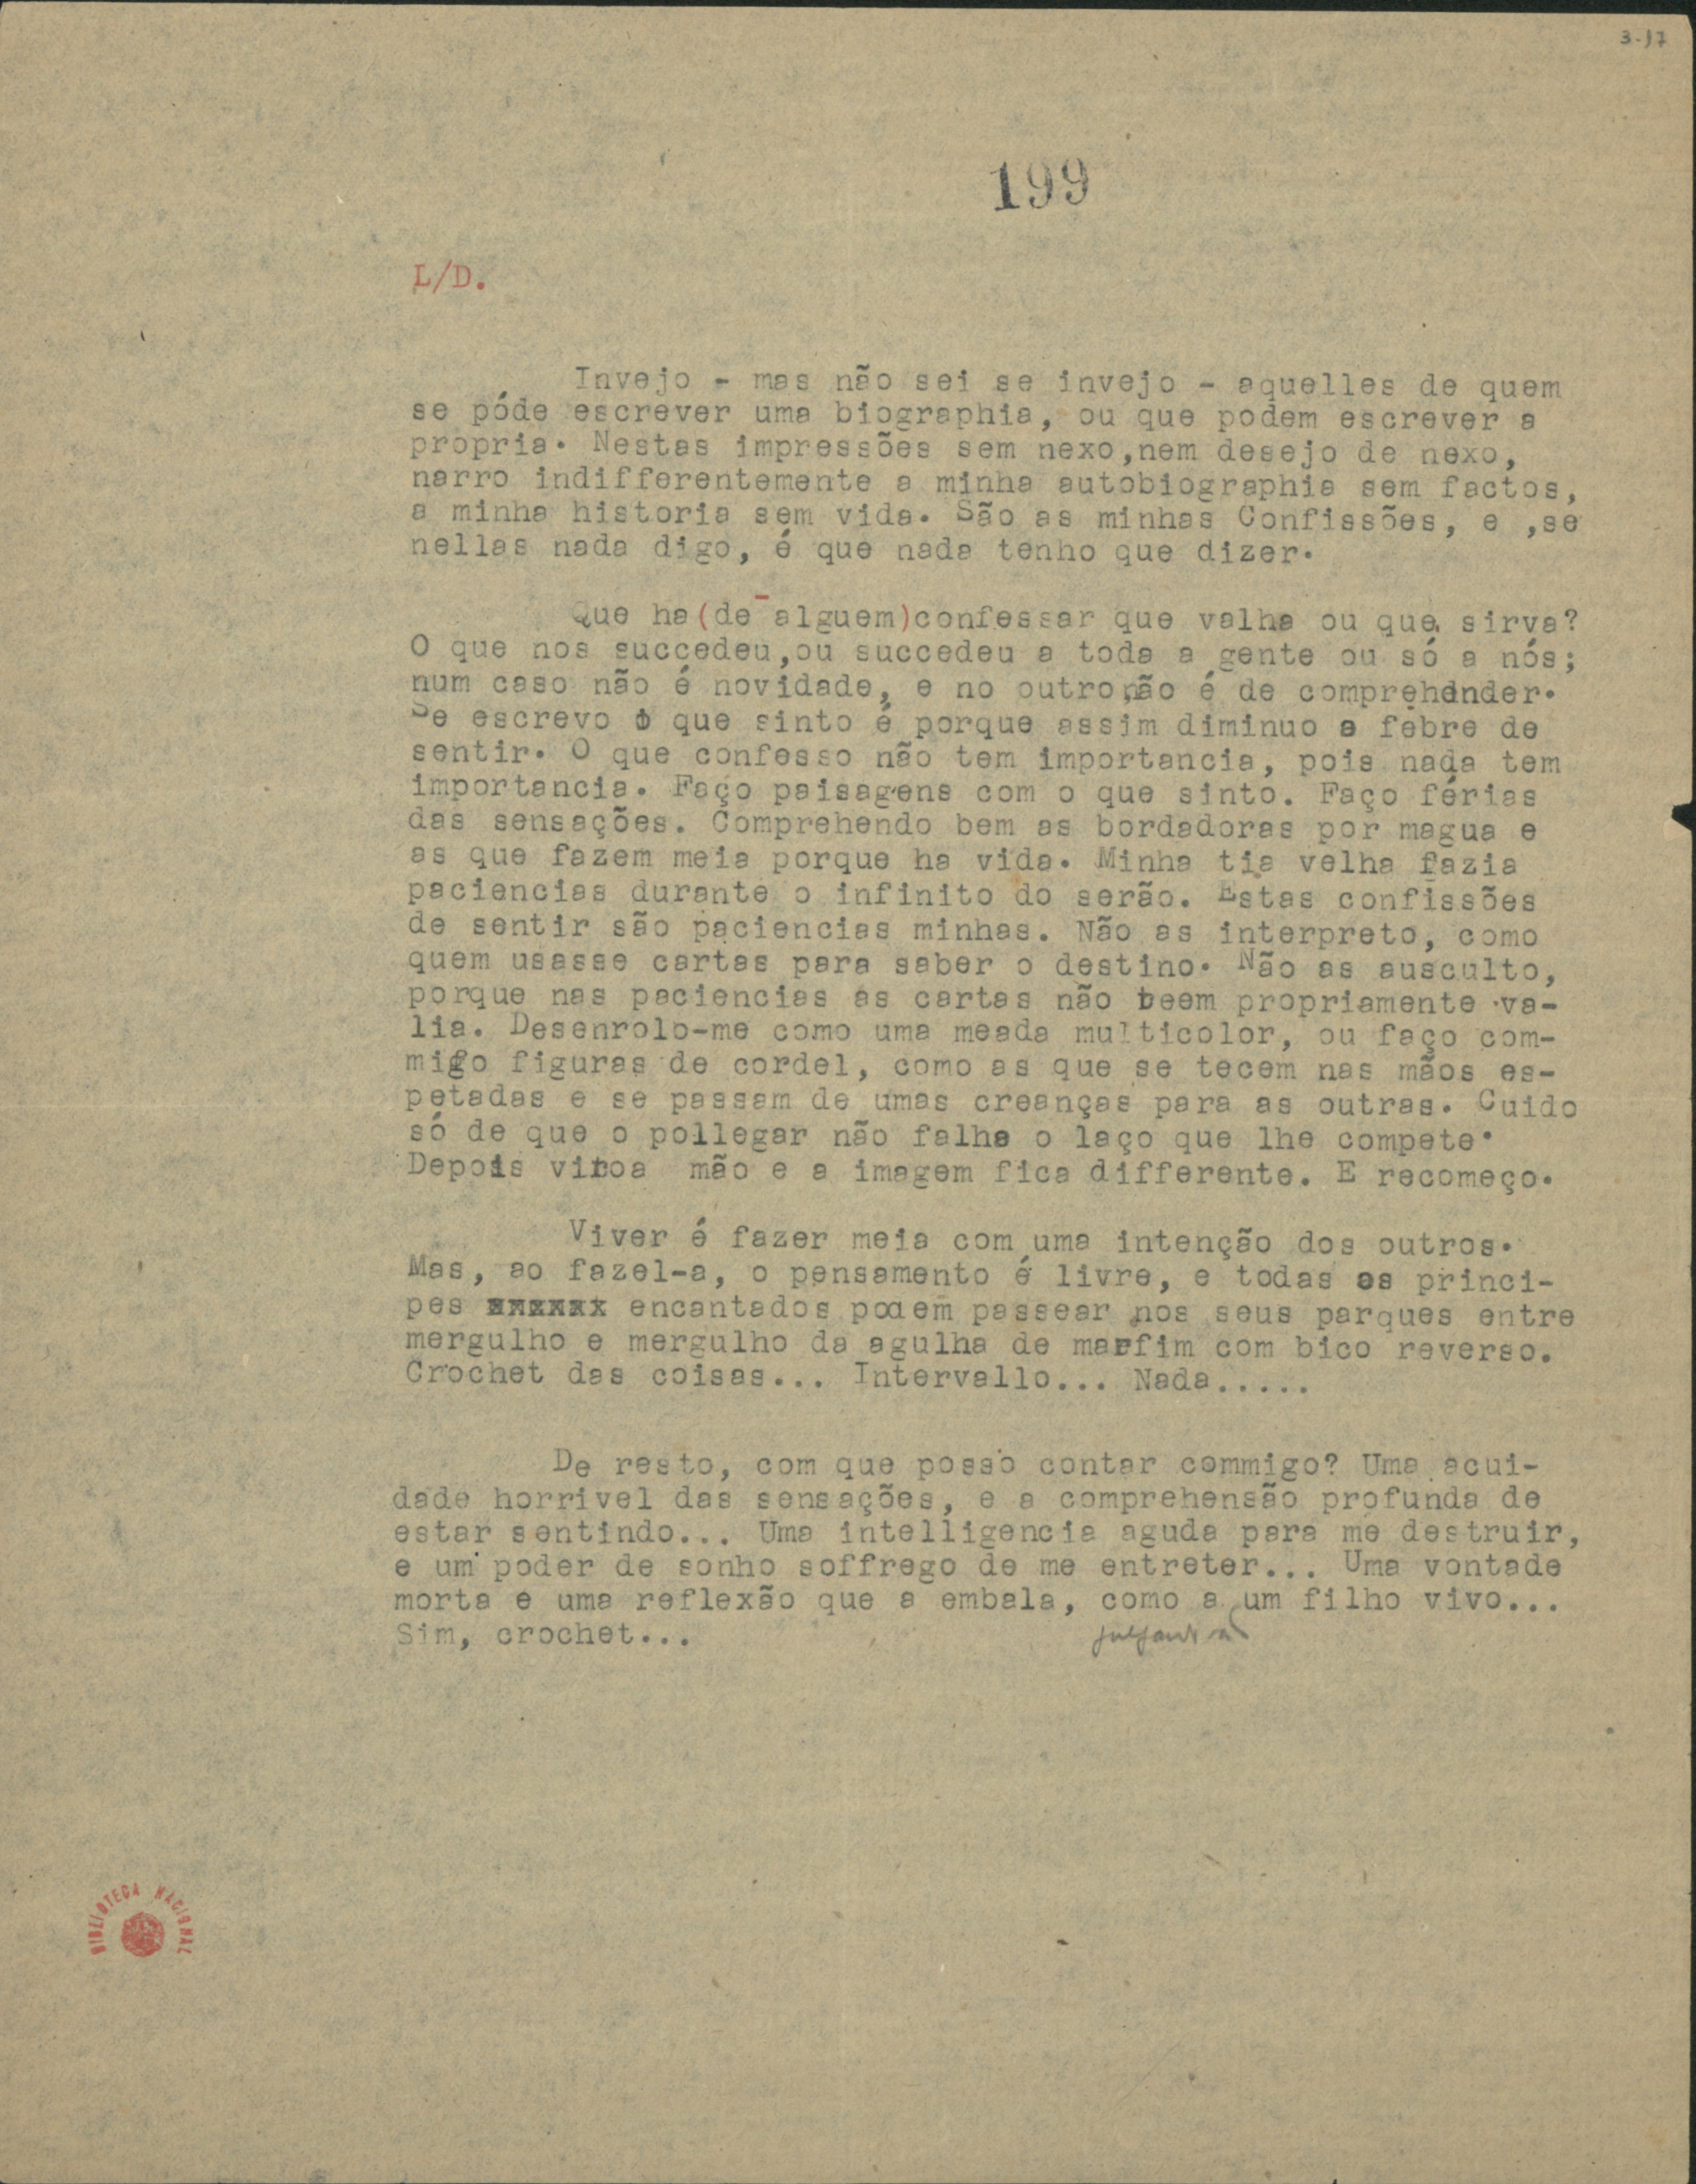 3-17
199
L/D.
Invejo - mas não sei se invejo - aquelles de quem
se póde escrever uma biographia, ou que podem escrever a
propria. Nestas impressões sem nexo,nem desejo de nexo,
narro indifferentemente a minha autobiographia sem factos,
a minha historia sem vida. São as minhas Confissões, e ,se
nellas nada digo, é que nada tenho que dizer.
Que ha(de alguem)confessar que valha ou que sirva?
O que nos succedeu,ou succedeu a toda a gente ou só a nós;
num caso não é novidade, e no outro não é de comprehender.
Se escrevo o que sinto é porque assim diminuo a febre de
sentir. O que confesso não tem importancia, pois nada tem
importancia. Faço paisagens com o que sinto. Faço férias
das sensações. Comprehendo bem as bordadoras por magua e
as que fazem meia porque ha vida. Minha tia velha fazia
paciencias durante o infinito do serão. Estas confissões
de sentir são paciencias minhas. Não as interpreto, como
quem usasse cartas para saber o destino. Não as ausculto,
porque nas paciencias as cartas não teem propriamente va-
lia. Desenrolo-me como uma meada multicolor, ou faço com-
migo figuras de cordel, como as que se tecem nas mãos es-
petadas e se passam de umas creanças para as outras. Cuido
só de que o pollegar não falhe o laço que lhe compete.
Depois viroa mão e a imagem fica differente. E recomeço.
Viver é fazer meia com uma intenção dos outros.
Mas, ao fazel-a, o pensamento é livre, e todas os princi-
pes xxxxxx encantados podem passear nos seus parques entre
mergulho e mergulho da agulha de marfim com bico reverso.
Crochet das coisas... Intervallo... Nada.....
De resto, com que posso contar commigo? Uma acui-
dade horrivel das sensações, e a comprehensão profunda de
estar sentindo... Uma intelligencia aguda para me destruir,
e um poder de sonho soffrego de me entreter... Uma vontade
morta e uma reflexão que a embala, como a um filho vivo...
Sim, crochet...
BIBLIOTECA NACIONAL